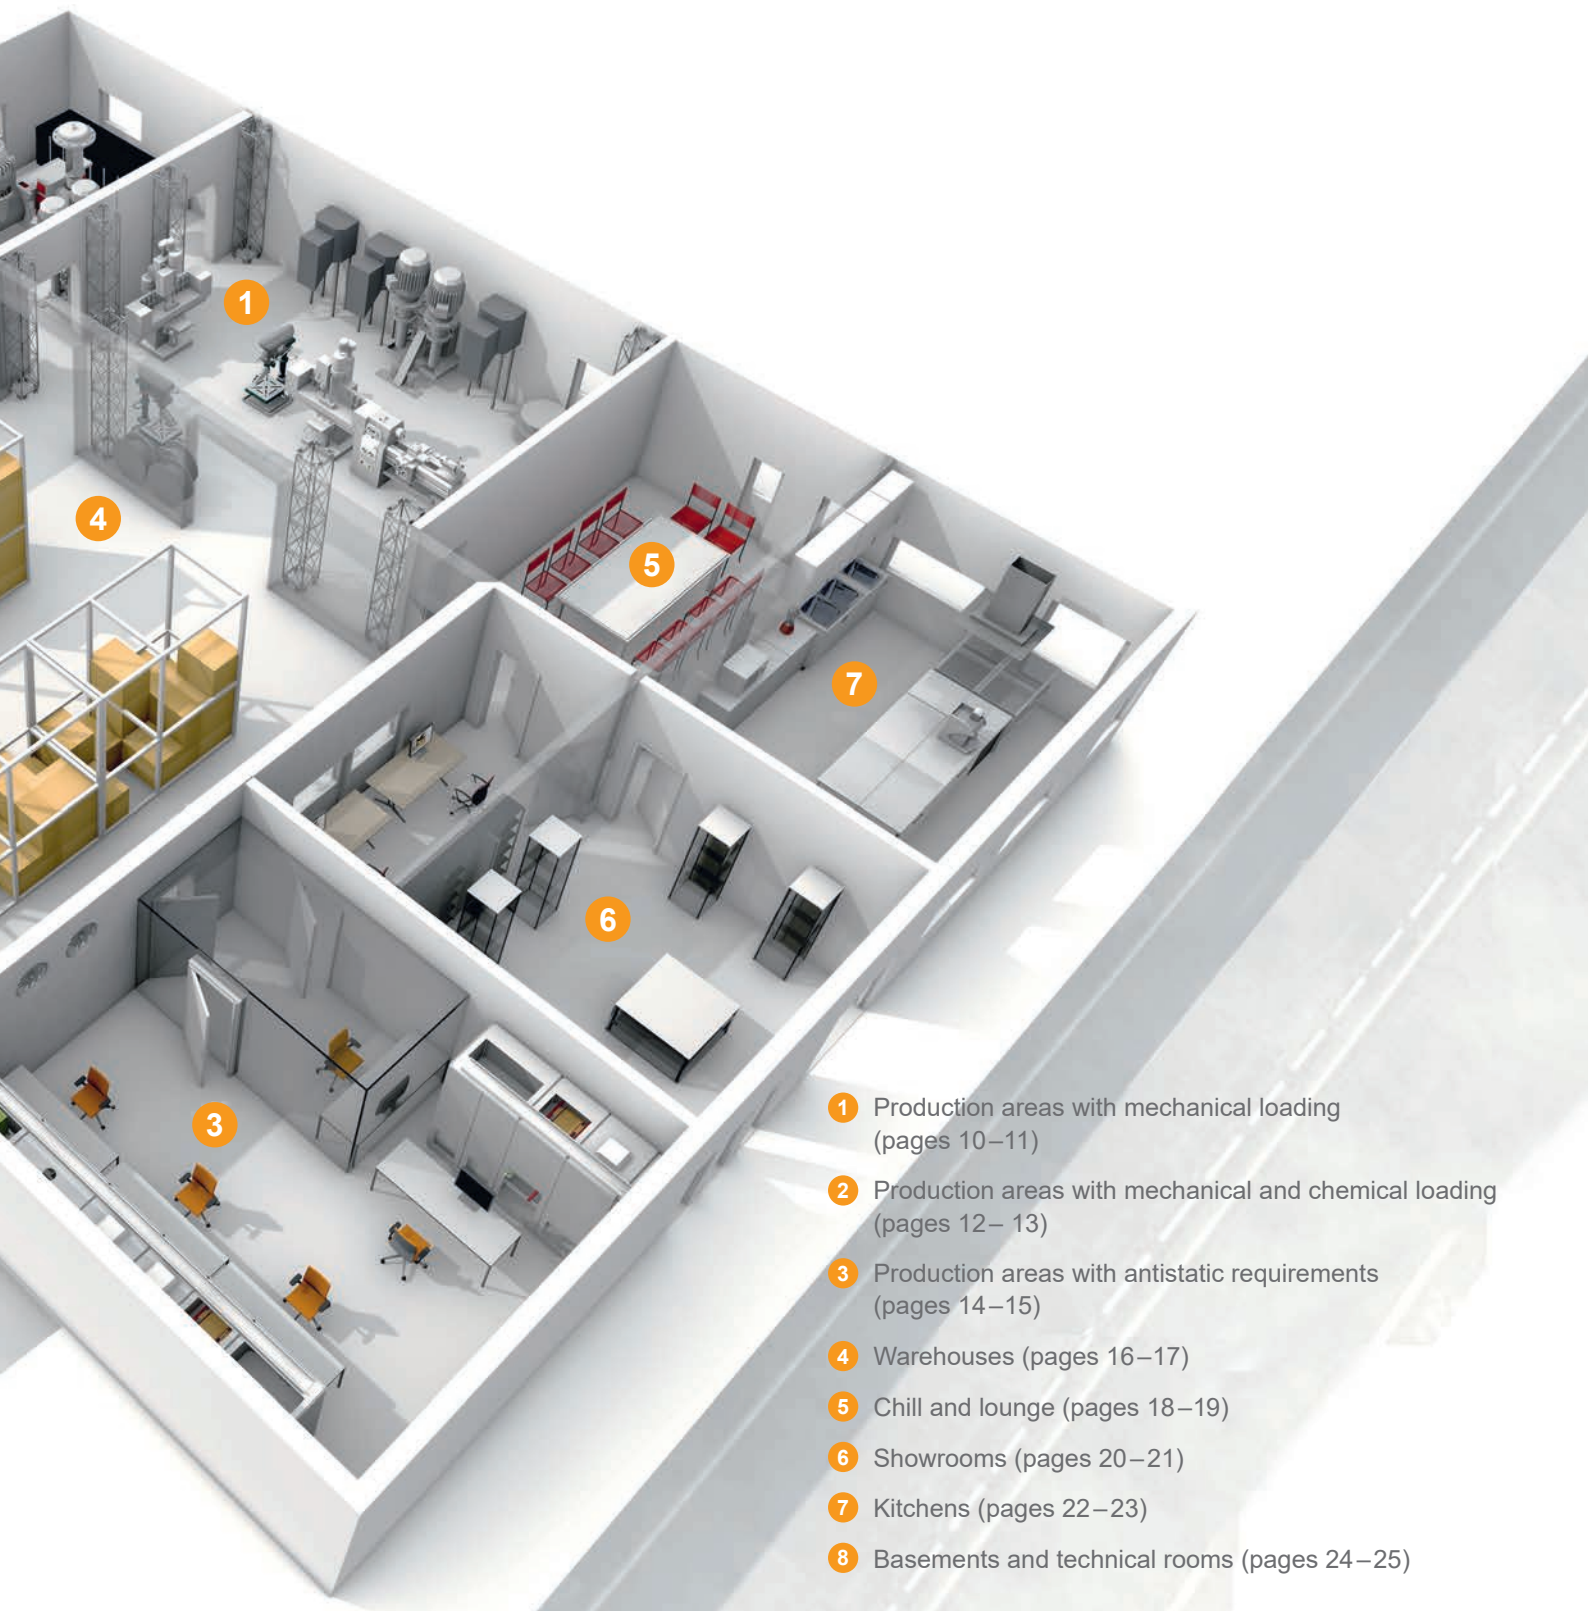 1
4
5
7
6
3
1 Production areas with mechanical loading
(pages 10–11)
2 Production areas with mechanical and chemical loading
(pages 12– 13)
3 Production areas with antistatic requirements
(pages 14–15)
4 Warehouses (pages 16–17)
5 Chill and lounge (pages 18–19)
6 Showrooms (pages 20–21)
7 Kitchens (pages 22–23)
8 Basements and technical rooms (pages 24–25)